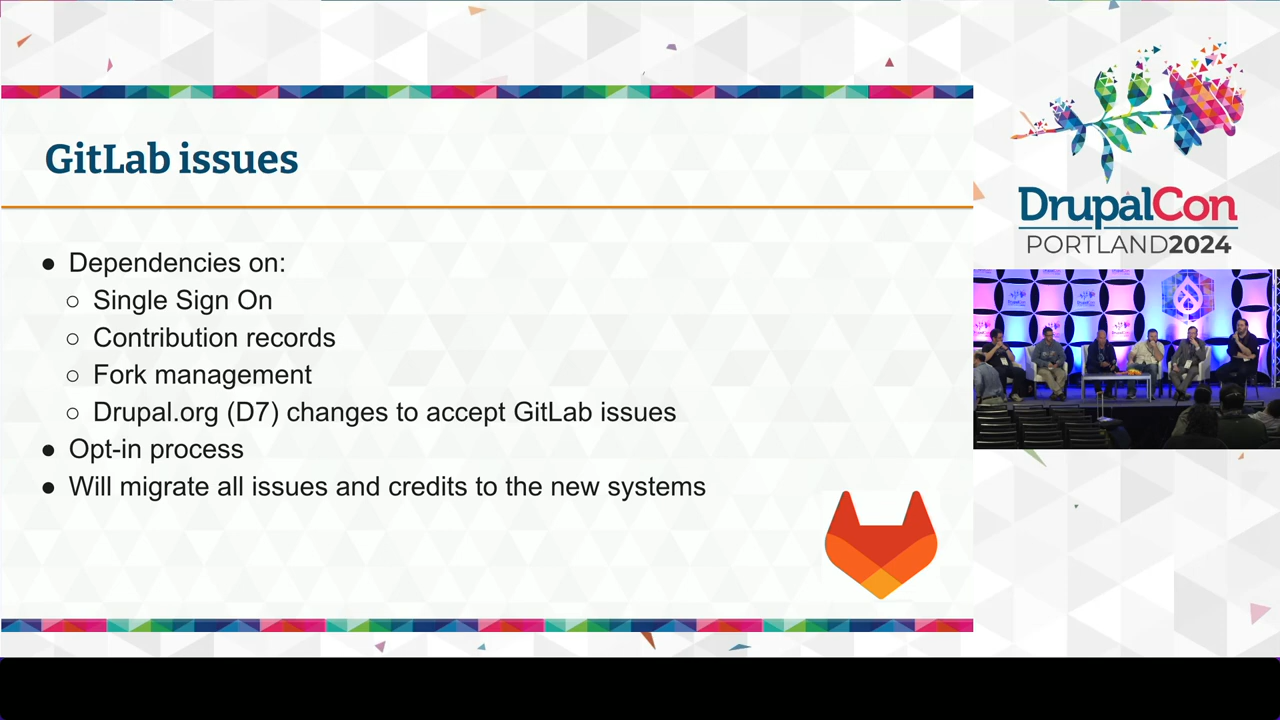 GitLab issues
● Dependencies on:
○ Single Sign On
○ Contribution records
○ Fork management
○ Drupal.org (D7) changes to accept GitLab issues
● Opt-in process
● Will migrate all issues and credits to the new systems
DrupalCon
PORTLAND2024